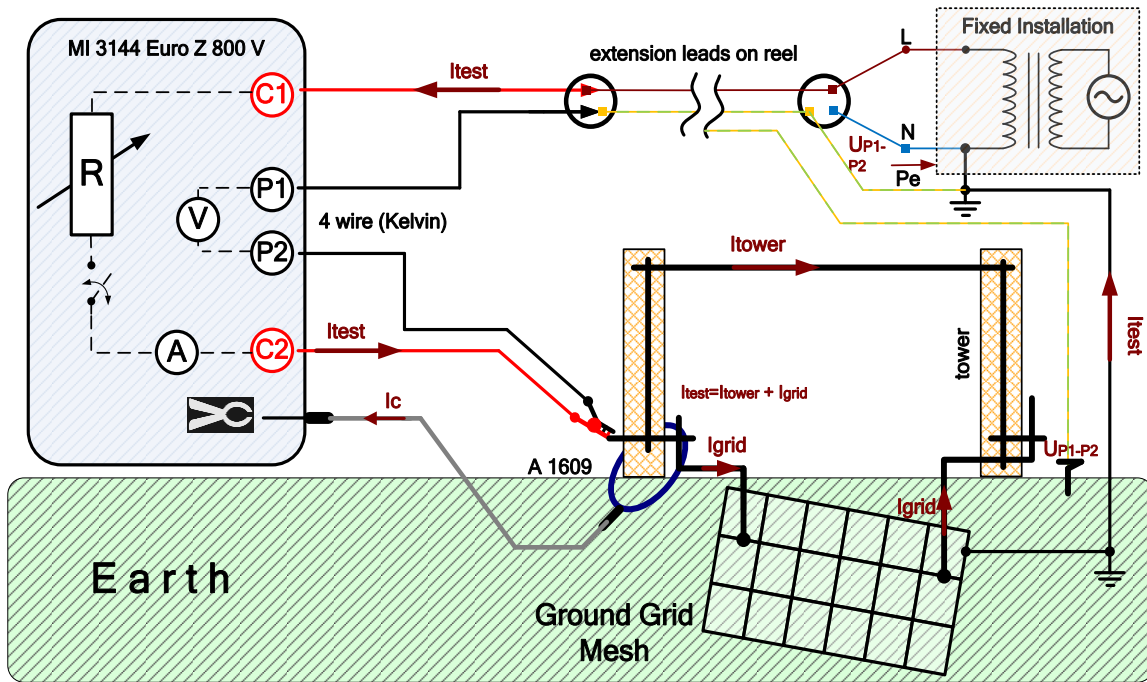 MI 3144 Euro Z 800 V
C1
R
P1
V
P2
4 wire (Kelvin)
A
C2
Itest
Itest
Ic
extension leads on reel
L
N
UP1-
P2
Pe
Fixed Installation
Itower
tower
Itest
Itest=Itower + Igrid
Igrid
A 1609
UP1-P2
Igrid
Earth
Ground Grid
Mesh